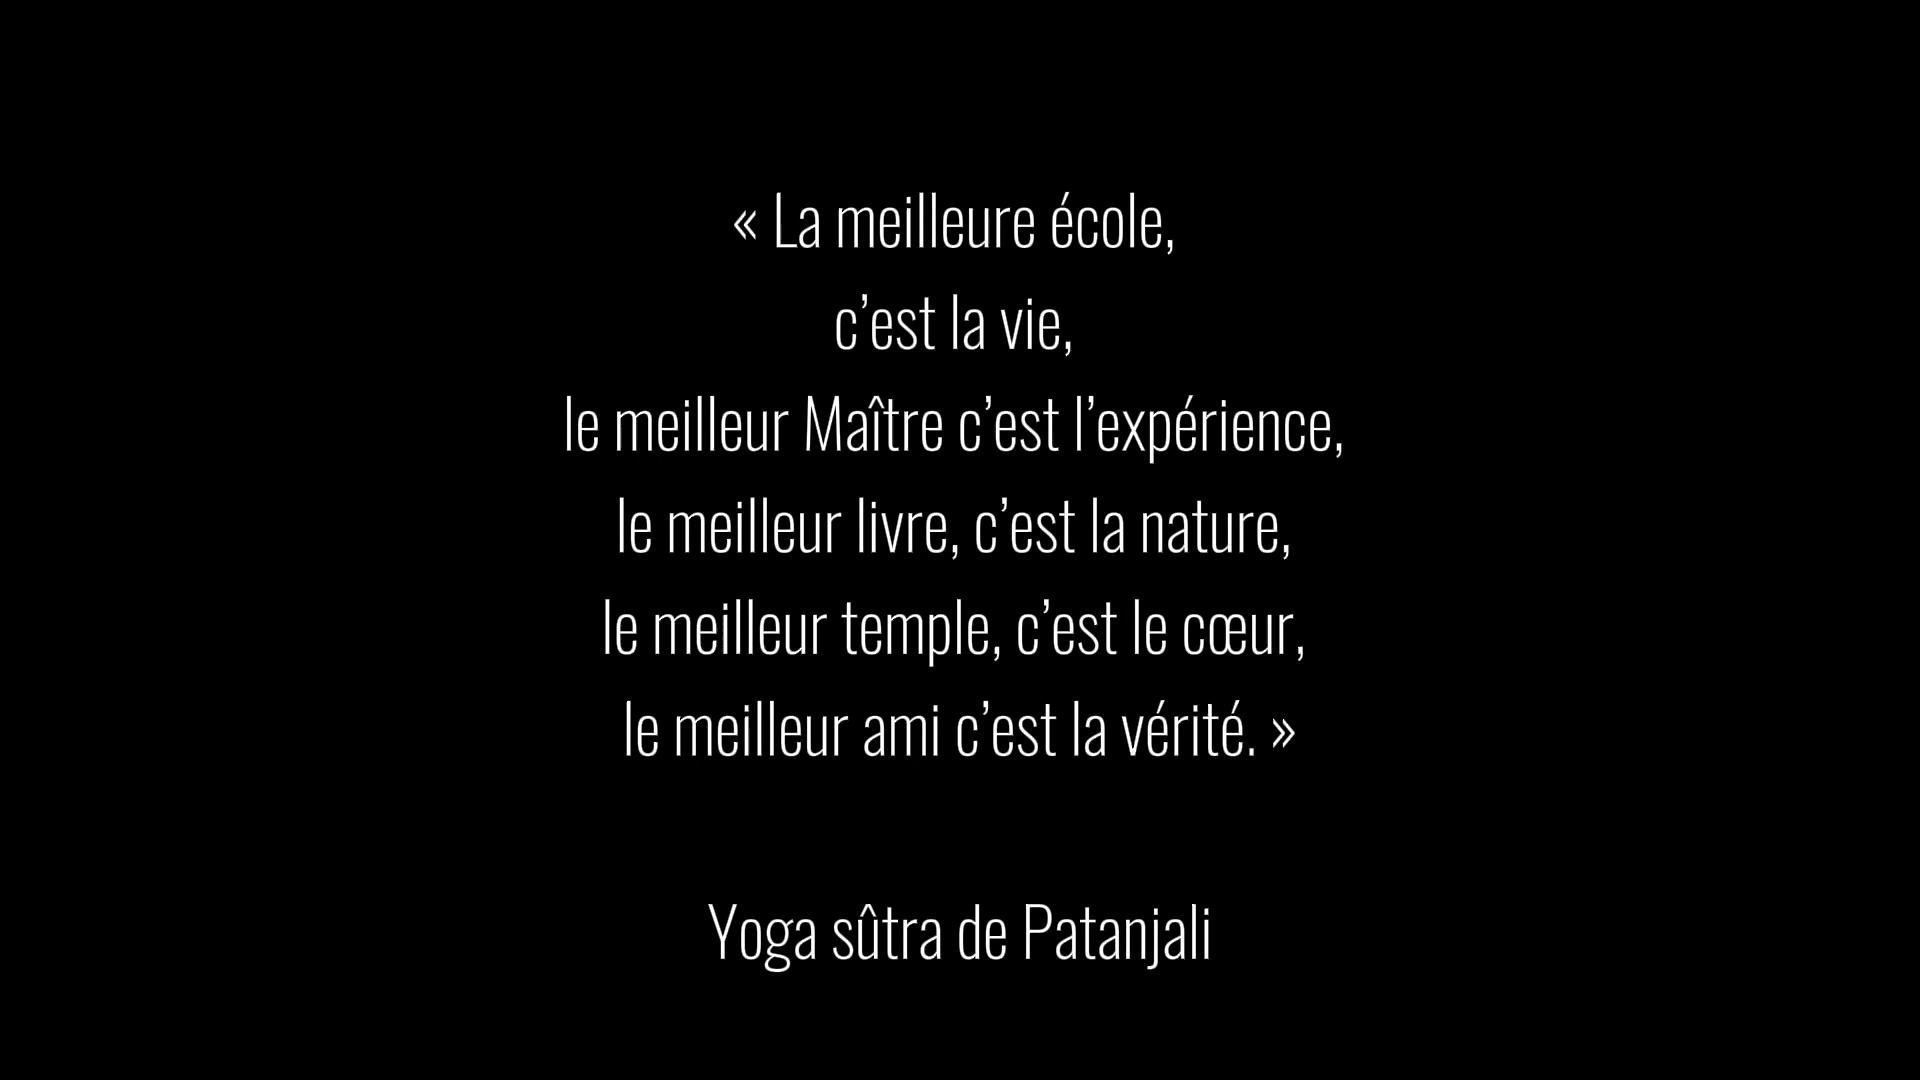 « La meilleure école,
c’est la vie,
le meilleur Maître c’est l’expérience,
le meilleur livre, c’est la nature,
le meilleur temple, c’est le cœur,
le meilleur ami c’est la vérité. »
Yoga sûtra de Patanjali